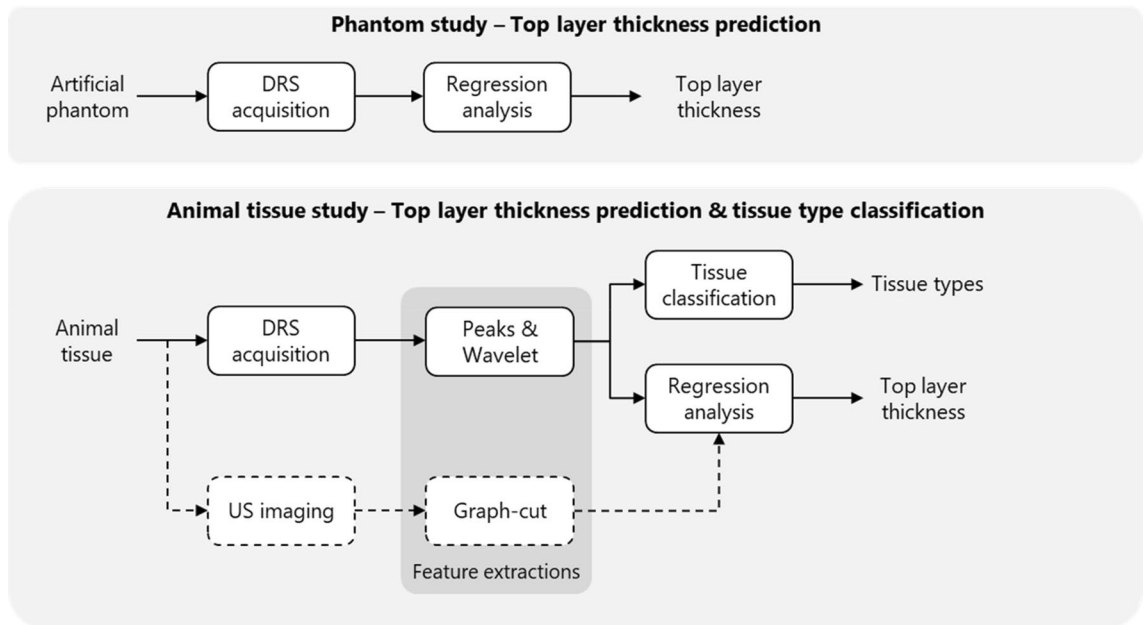 Phantom study – Top layer thickness prediction
Artificial
phantom
DRS
acquisition
Regression
analysis
Top layer
thickness
Animal tissue study – Top layer thickness prediction & tissue type classification
Animal
tissue
DRS
acquisition
Peaks &
Wavelet
Tissue
classification
Tissue types
Regression
analysis
Top layer
thickness
US imaging
Graph-cut
Feature extractions